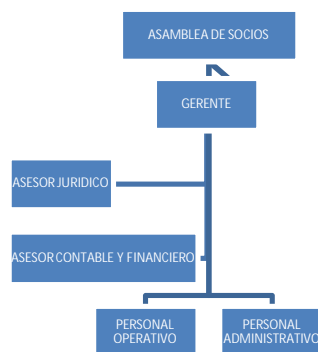 ASAMBLEA DE SOCIOS
GERENTE
ASESOR JURIDICO
ASESOR CONTABLE Y FINANCIERO
PERSONAL
OPERATIVO
PERSONAL
ADMINISTRATIVO